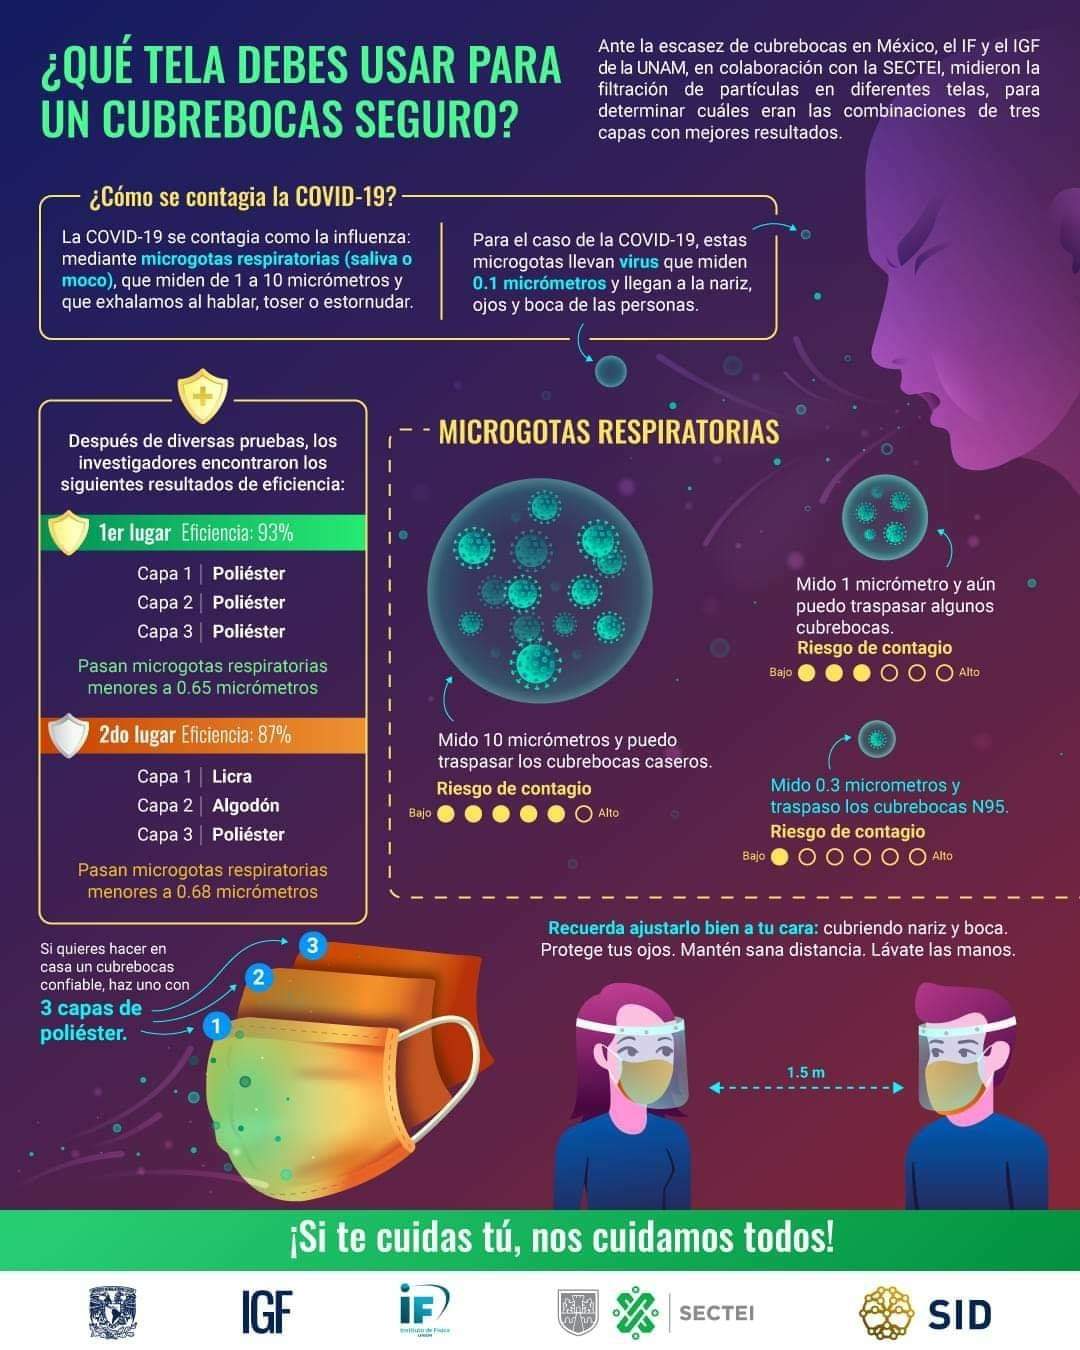 ¿QUÉ TELA DEBES USAR PARA
UN CUBREBOCAS SEGURO?
Ante la escasez de cubrebocas en México, el IF y el IGF
de la UNAM, en colaboración con la SECTEI, midieron la
filtración de partículas en diferentes telas, para
determinar cuáles eran las combinaciones de tres
capas con mejores resultados.
¿Cómo se contagia la COVID-19?
La COVID-19 se contagia como la influenza:
mediante microgotas respiratorias (saliva o
moco), que miden de 1 a 10 micrómetros y
que exhalamos al hablar, toser o estornudar.
Para el caso de la COVID-19, estas
microgotas llevan virus que miden
0.1 micrómetros y llegan a la nariz,
ojos y boca de las personas.
Después de diversas pruebas, los
investigadores encontraron los
siguientes resultados de eficiencia:
1er lugar Eficiencia: 93%
Capa 1 | Poliéster
Capa 2 | Poliéster
Capa 3 | Poliéster
Pasan microgotas respiratorias
menores a 0.65 micrómetros
2do lugar Eficiencia: 87%
Capa 1 | Licra
Capa 2 | Algodón
Capa 3 | Poliéster
Pasan microgotas respiratorias
menores a 0.68 micrómetros
MICROGOTAS RESPIRATORIAS
Mido 10 micrómetros y puedo
traspasar los cubrebocas caseros.
Riesgo de contagio
Bajo Alto
Mido 1 micrómetro y aún
puedo traspasar algunos
cubrebocas.
Riesgo de contagio
Bajo Alto
Mido 0.3 micrometros y
traspaso los cubrebocas N95.
Riesgo de contagio
Bajo Alto
Si quieres hacer en
casa un cubrebocas
confiable, haz uno con
3 capas de
poliéster.
3
2
1
Recuerda ajustarlo bien a tu cara: cubriendo nariz y boca.
Protege tus ojos. Mantén sana distancia. Lávate las manos.
1.5 m
¡Si te cuidas tú, nos cuidamos todos!
IGF
iF
Instituto de Física
UNAM
SECTEI
SID